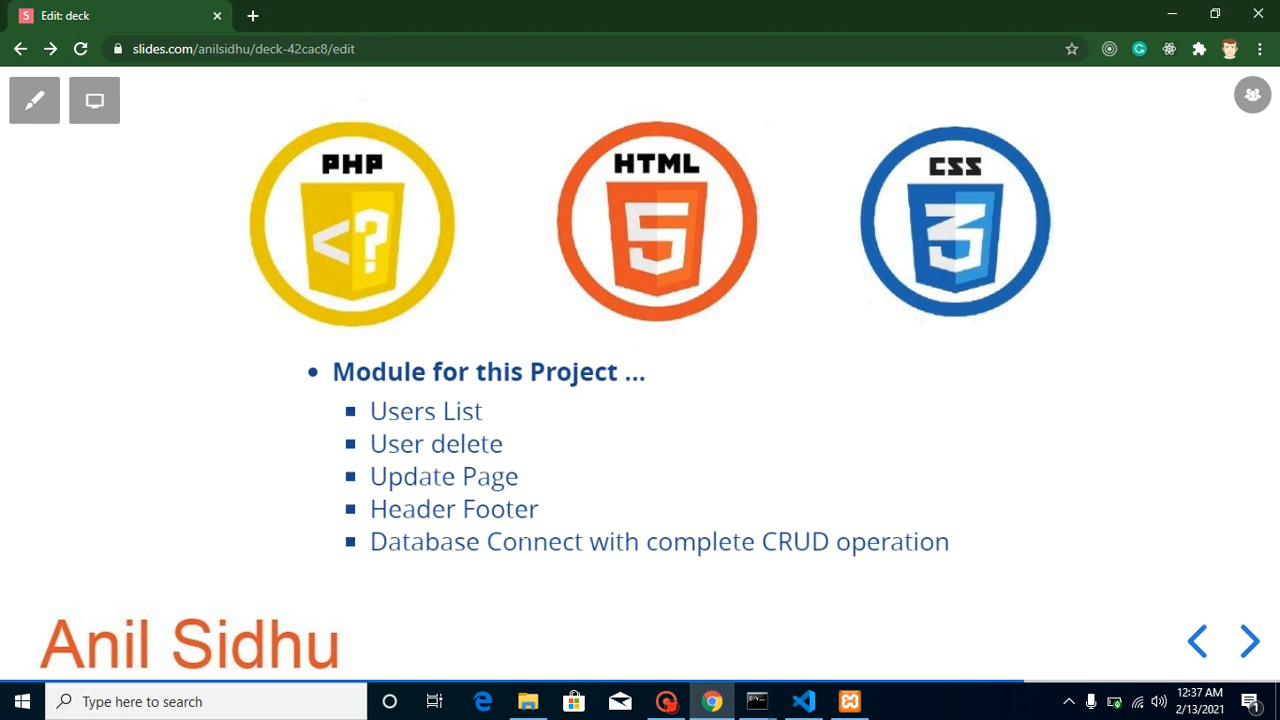 Edit: deck
slides.com/anilsidhu/deck-42cac8/edit
PHP
<?
HTML
5
CSS
3
Module for this Project ...
Users List
User delete
Update Page
Header Footer
Database Connect with complete CRUD operation
Anil Sidhu
Type here to search
12:37 AM
2/13/2021